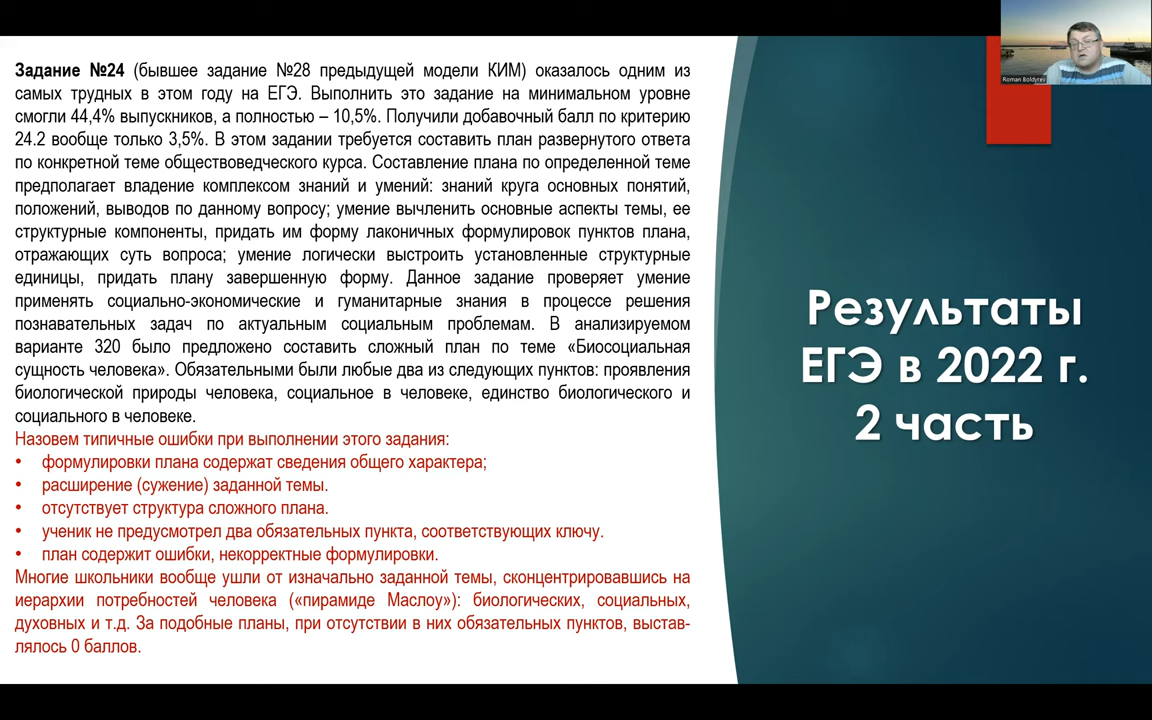 Задание №24 (бывшее задание №28 предыдущей модели КИМ) оказалось одним из
самых трудных в этом году на ЕГЭ. Выполнить это задание на минимальном уровне
смогли 44,4% выпускников, а полностью – 10,5%. Получили добавочный балл по критерию
24.2 вообще только 3,5%. В этом задании требуется составить план развернутого ответа
по конкретной теме обществоведческого курса. Составление плана по определенной теме
предполагает владение комплексом знаний и умений: знаний круга основных понятий,
положений, выводов по данному вопросу; умение вычленить основные аспекты темы, ее
структурные компоненты, придать им форму лаконичных формулировок пунктов плана,
отражающих суть вопроса; умение логически выстроить установленные структурные
единицы, придать плану завершенную форму. Данное задание проверяет умение
применять социально-экономические и гуманитарные знания в процессе решения
познавательных задач по актуальным социальным проблемам. В анализируемом
варианте 320 было предложено составить сложный план по теме «Биосоциальная
сущность человека». Обязательными были любые два из следующих пунктов: проявления
биологической природы человека, социальное в человеке, единство биологического и
социального в человеке.
Назовем типичные ошибки при выполнении этого задания:
• формулировки плана содержат сведения общего характера;
• расширение (сужение) заданной темы.
• отсутствует структура сложного плана.
• ученик не предусмотрел два обязательных пункта, соответствующих ключу.
• план содержит ошибки, некорректные формулировки.
Многие школьники вообще ушли от изначально заданной темы, сконцентрировавшись на
иерархии потребностей человека («пирамиде Маслоу»): биологических, социальных,
духовных и т.д. За подобные планы, при отсутствии в них обязательных пунктов, выстав-
лялось 0 баллов.
Результаты
ЕГЭ в 2022 г.
2 часть
Roman Boldyrev